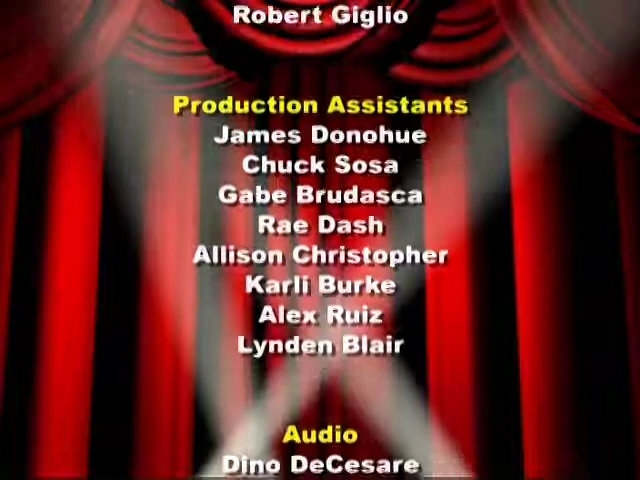 Robert Giglio
Production Assistants
James Donohue
Chuck Sosa
Gabe Brudasca
Rae Dash
Allison Christopher
Karli Burke
Alex Ruiz
Lynden Blair
Audio
Dino DeCesare